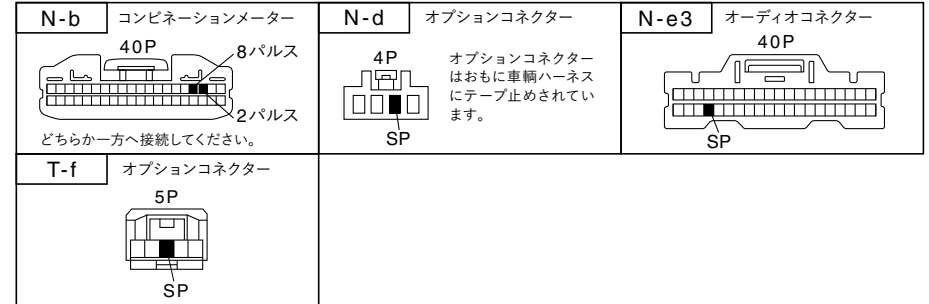 N-b コンビネーションメーター
40P
8パルス
2パルス
どちらか一方へ接続してください。
N-d オプションコネクター
4P
オプションコネクター
はおもに車輌ハーネス
にテープ止めされてい
ます。
SP
N-e3 オーディオコネクター
40P
SP
T-f オプションコネクター
5P
SP